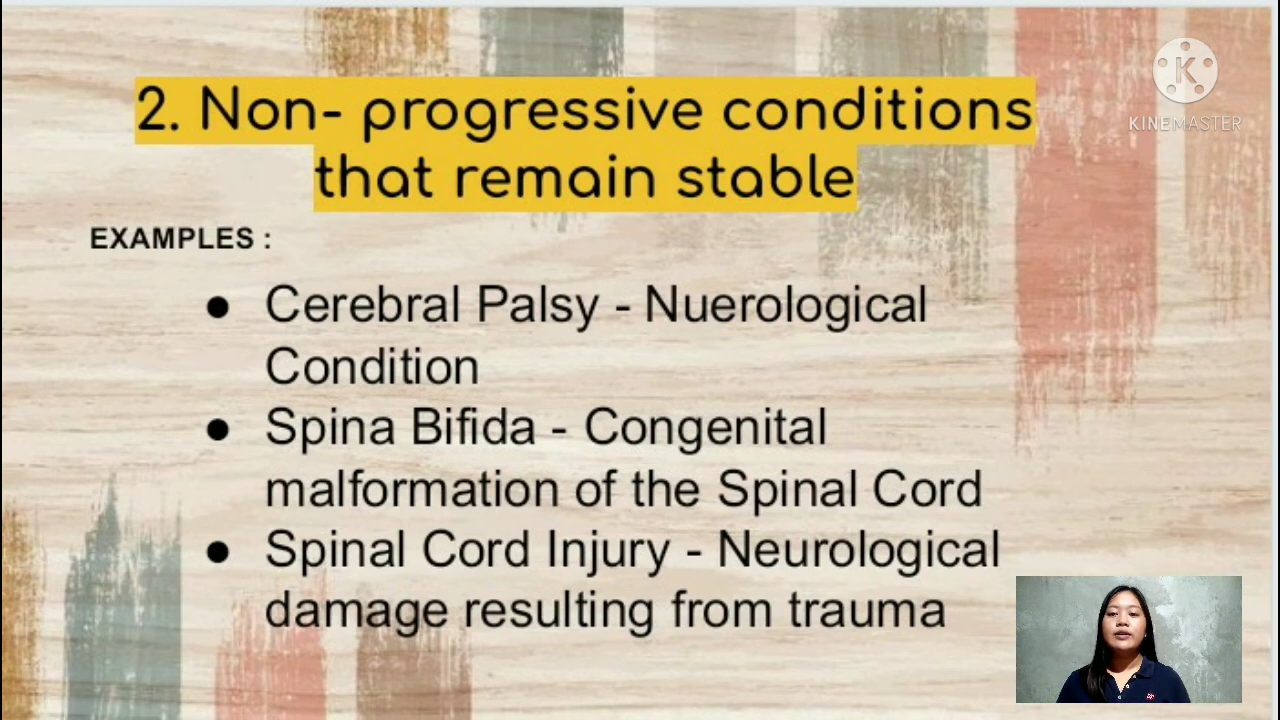 2. Non- progressive conditions
that remain stable
EXAMPLES :
● Cerebral Palsy - Nuerological
Condition
● Spina Bifida - Congenital
malformation of the Spinal Cord
● Spinal Cord Injury - Neurological
damage resulting from trauma
K
KINEMASTER